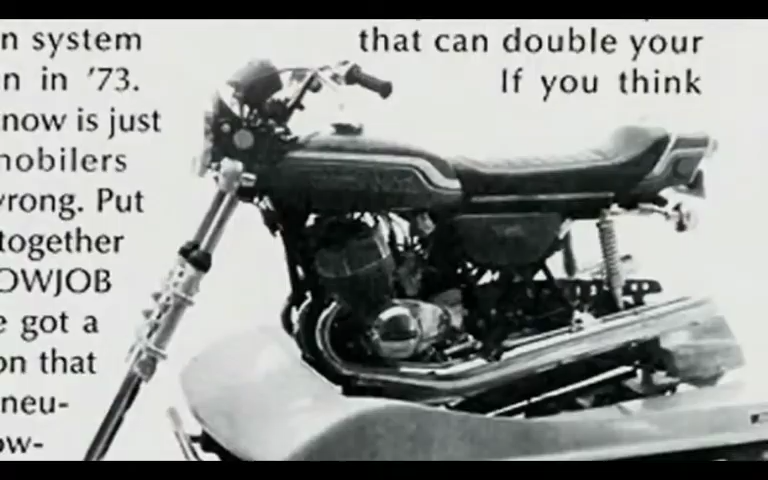 n system
n in '73.
now is just
nobilers
wrong. Put
together
OWJOB
e got a
on that
neu-
ow-
that can double your
If you think